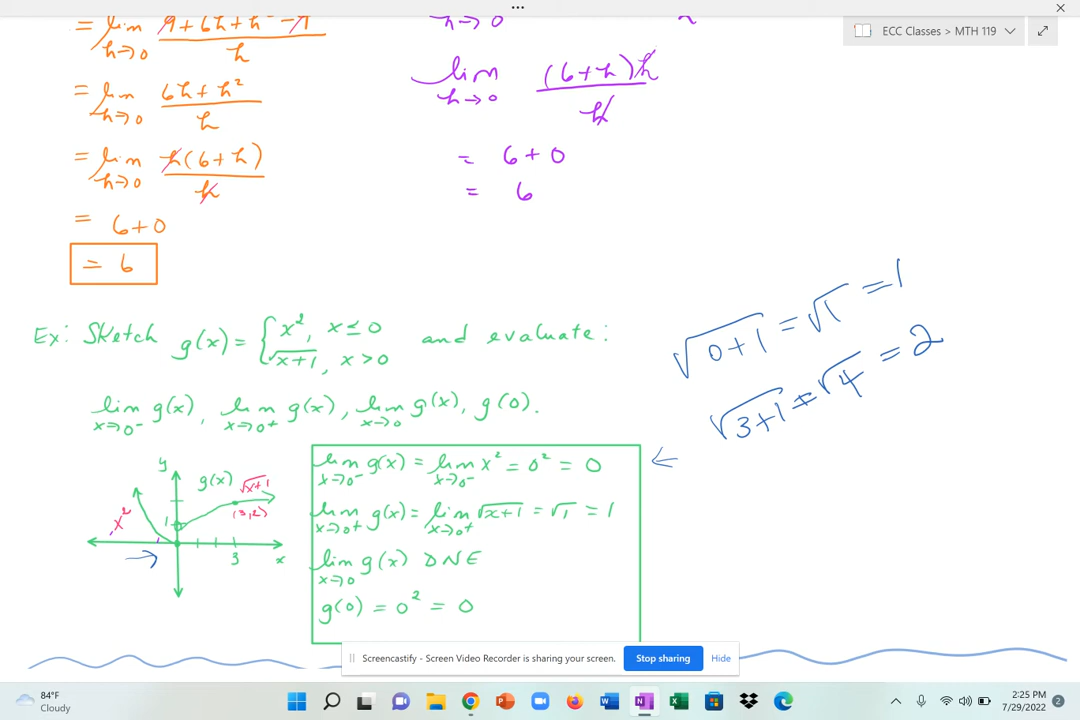 ECC Classes > MTH 119
= lim h→0 9+6h+h²-9 / h
= lim h→0 6h+h² / h
= lim h→0 h(6+h) / h
= 6+0
= 6
h→0 h
lim h→0 (6+h)h / h
= 6+0
= 6
√0+1 = √1 = 1
√3+1 = √4 = 2
Ex: Sketch g(x) = { x², x≤0 and evaluate:
√x+1, x>0
lim x→0⁻ g(x), lim x→0⁺ g(x), lim x→0 g(x), g(0).
y
g(x) √x+1
x²
1
(3,2)
3
x
lim x→0⁻ g(x) = lim x→0⁻ x² = 0² = 0
lim x→0⁺ g(x) = lim x→0⁺ √x+1 = √1 = 1
lim x→0 g(x) DNE
g(0) = 0² = 0
Screencastify - Screen Video Recorder is sharing your screen. Stop sharing Hide
84°F
Cloudy
2:25 PM
7/29/2022
2